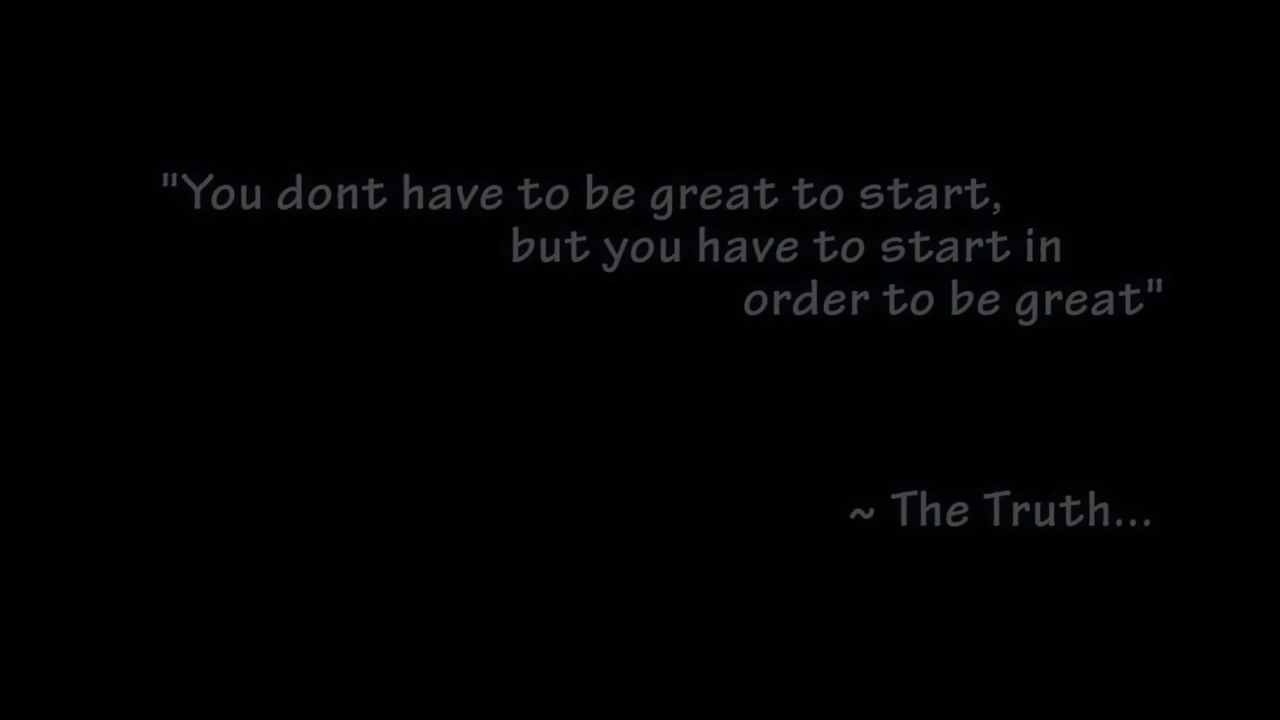 "You dont have to be great to start,
but you have to start in
order to be great"
~ The Truth...